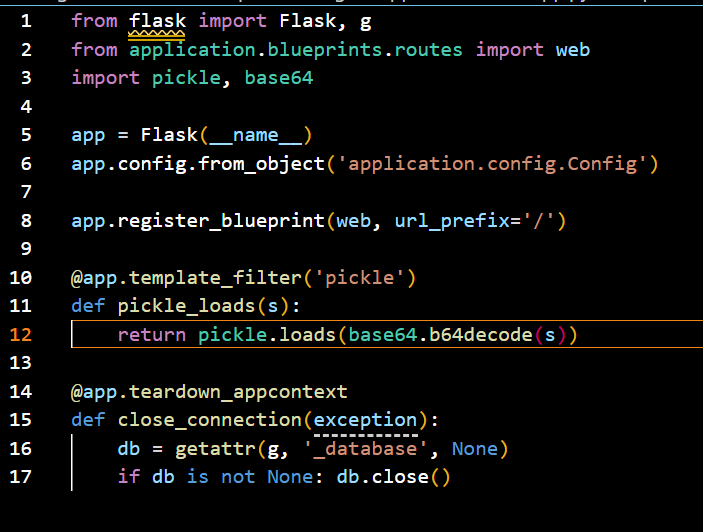 1 from flask import Flask, g
2 from application.blueprints.routes import web
3 import pickle, base64
4
5 app = Flask(__name__)
6 app.config.from_object('application.config.Config')
7
8 app.register_blueprint(web, url_prefix='/')
9
10 @app.template_filter('pickle')
11 def pickle_loads(s):
12     return pickle.loads(base64.b64decode(s))
13
14 @app.teardown_appcontext
15 def close_connection(exception):
16     db = getattr(g, '_database', None)
17     if db is not None: db.close()